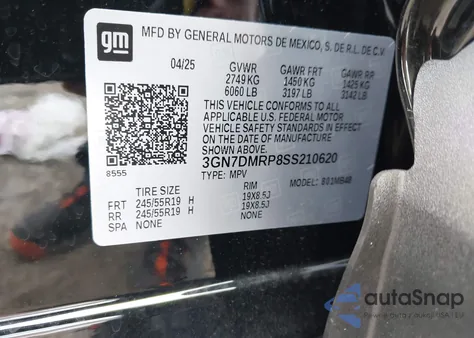 gm
MFD BY GENERAL MOTORS DE MEXICO, S. DE R.L. DE C.V.
04/25 GVWR GAWR FRT GAWR RR
2749 KG 1450 KG 1425 KG
6060 LB 3197 LB 3142 LB
THIS VEHICLE CONFORMS TO ALL
APPLICABLE U.S. FEDERAL MOTOR
VEHICLE SAFETY STANDARDS IN EFFECT
ON THE DATE OF MANUFACTURE
SHOWN ABOVE.
3GN7DMRP8SS210620
8555
TYPE: MPV MODEL:
TIRE SIZE RIM
FRT 245/55R19 H 19X8.5J
RR 245/55R19 H 19X8.5J
SPA NONE NONE
autoSnap